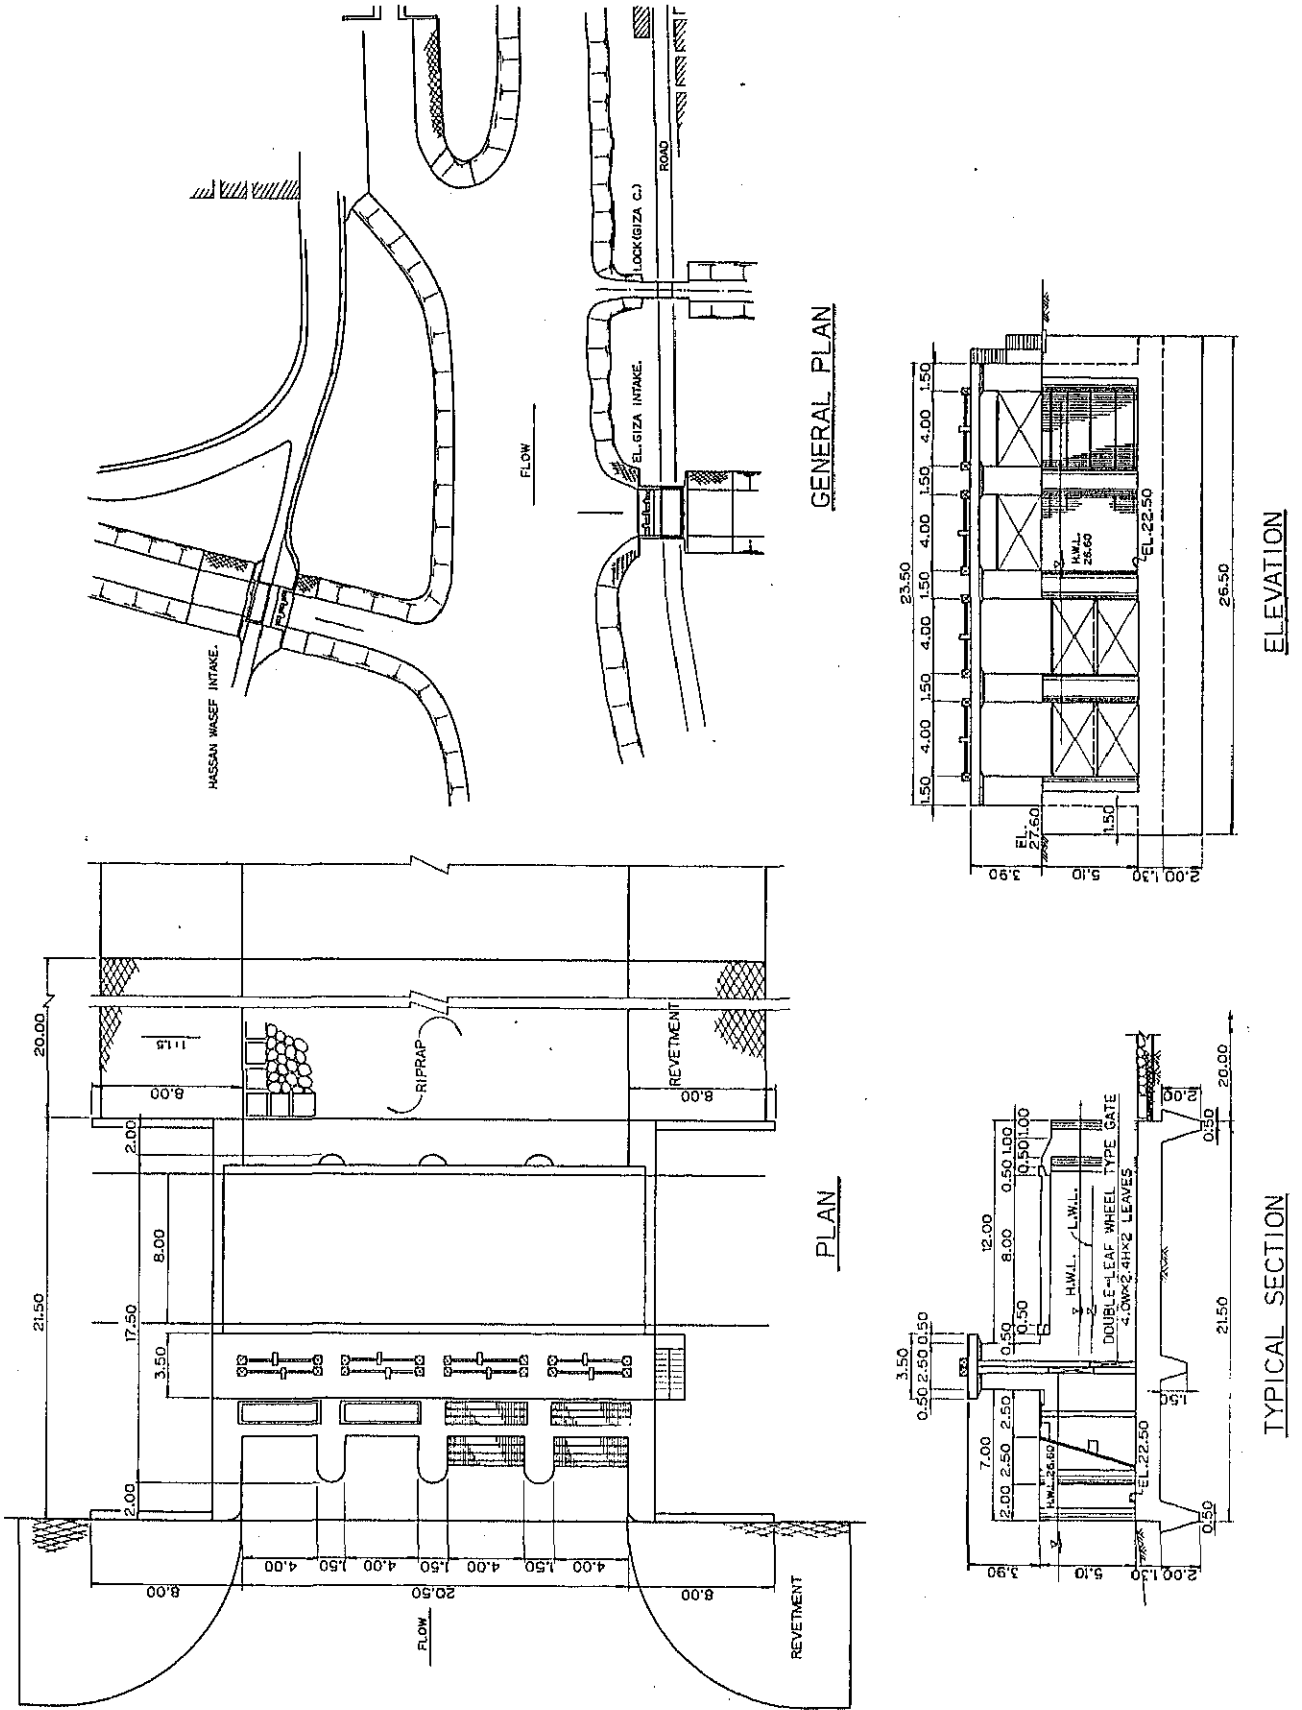 HASSAN WASEF INTAKE.
FLOW
EL.GIZA INTAKE.
LOCK(GIZA C.)
ROAD
GENERAL PLAN
20.00
21.50
1:1.5
8.00
2.00
17.50
8.00
3.50
2.00
RIPRAP
REVETMENT
8.00
4.00
1.50
4.00
1.50
4.00
1.50
4.00
8.00
20.50
8.00
FLOW
REVETMENT
PLAN
23.50
1.50
4.00
1.50
4.00
1.50
4.00
1.50
4.00
1.50
H.W.L.
26.60
EL.22.50
EL.
27.60
1.50
3.90
5.10
1.30
2.00
26.50
ELEVATION
3.50
0.50 2.50 0.50
12.00
7.00
8.00
2.00 2.50 2.50
0.50
0.50
0.50
0.50
1.00
1.00
H.W.L.
L.W.L.
H.W.L.26.60
DOUBLE-LEAF WHEEL TYPE GATE
4.0W×2.4H×2 LEAVES
EL.22.50
3.90
5.10
1.30
2.00
0.50
1.50
2.00
0.50
21.50
20.00
TYPICAL SECTION